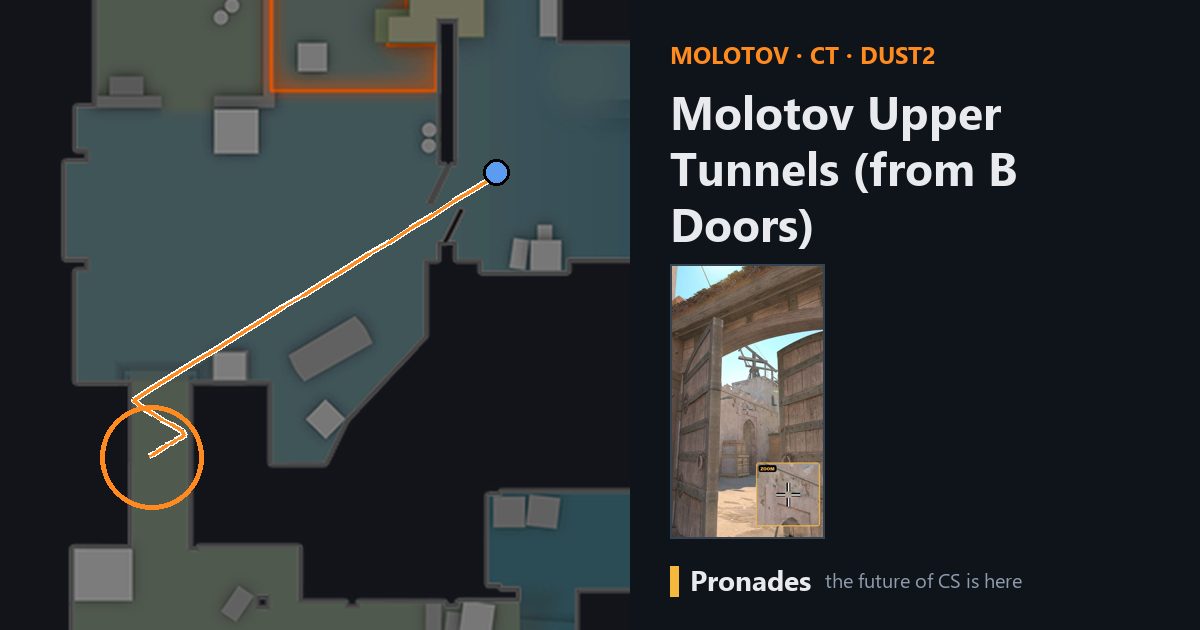 MOLOTOV · CT · DUST2
Molotov Upper
Tunnels (from B
Doors)
ZOOM
Pronades the future of CS is here